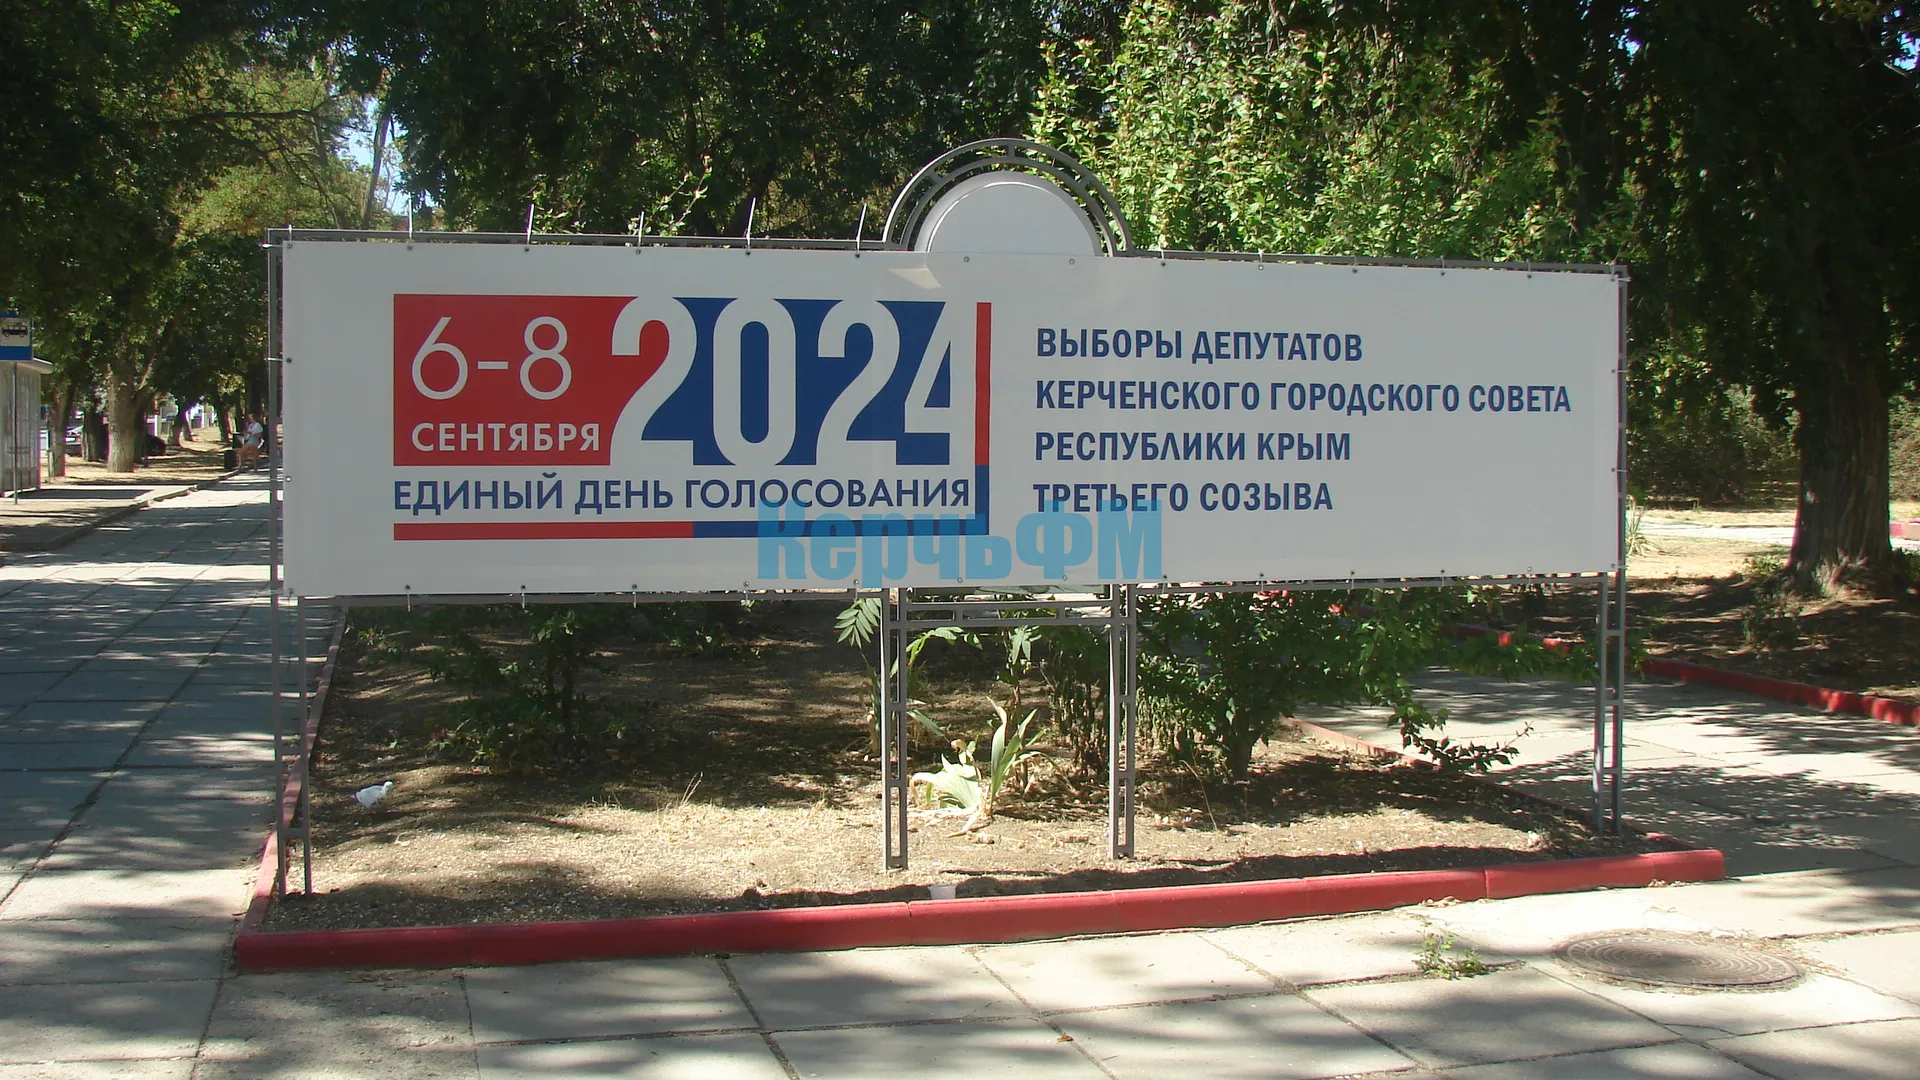 6-8 2024
СЕНТЯБРЯ
ЕДИНЫЙ ДЕНЬ ГОЛОСОВАНИЯ
ВЫБОРЫ ДЕПУТАТОВ
КЕРЧЕНСКОГО ГОРОДСКОГО СОВЕТА
РЕСПУБЛИКИ КРЫМ
ТРЕТЬЕГО СОЗЫВА
КерчьФМ